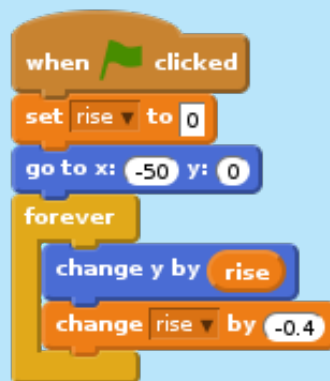 when clicked
set rise to 0
go to x: -50 y: 0
forever
change y by rise
change rise by -0.4